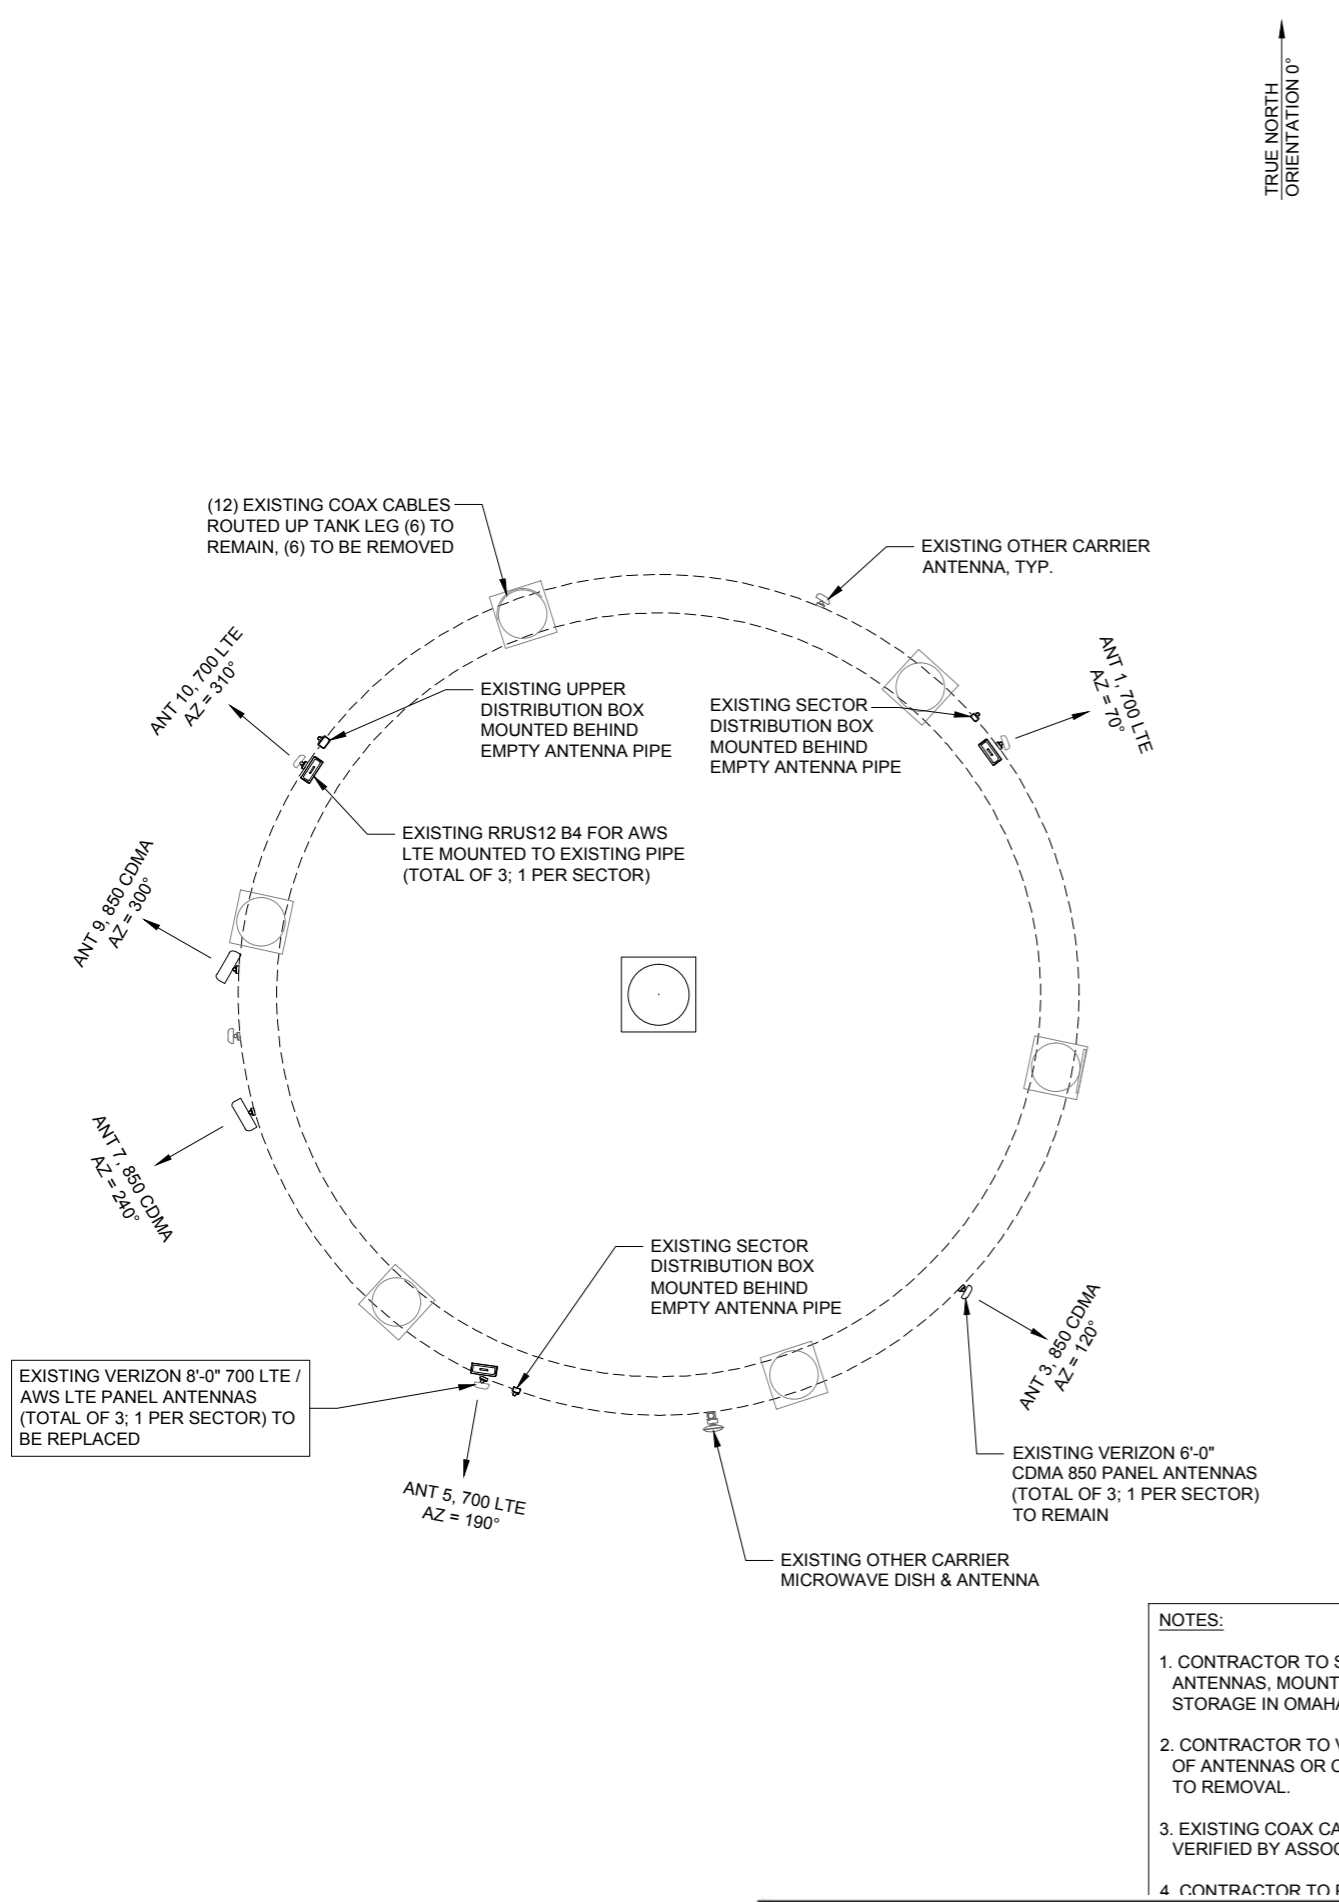 TRUE NORTH
ORIENTATION 0°
(12) EXISTING COAX CABLES
ROUTED UP TANK LEG (6) TO
REMAIN, (6) TO BE REMOVED
EXISTING OTHER CARRIER
ANTENNA, TYP.
ANT 10, 700 LTE
AZ = 310°
EXISTING UPPER
DISTRIBUTION BOX
MOUNTED BEHIND
EMPTY ANTENNA PIPE
EXISTING SECTOR
DISTRIBUTION BOX
MOUNTED BEHIND
EMPTY ANTENNA PIPE
ANT 1, 700 LTE
AZ = 70°
EXISTING RRUS12 B4 FOR AWS
LTE MOUNTED TO EXISTING PIPE
(TOTAL OF 3; 1 PER SECTOR)
ANT 9, 850 CDMA
AZ = 300°
ANT 7, 850 CDMA
AZ = 240°
EXISTING SECTOR
DISTRIBUTION BOX
MOUNTED BEHIND
EMPTY ANTENNA PIPE
ANT 3, 850 CDMA
AZ = 120°
EXISTING VERIZON 8'-0" 700 LTE /
AWS LTE PANEL ANTENNAS
(TOTAL OF 3; 1 PER SECTOR) TO
BE REPLACED
ANT 5, 700 LTE
AZ = 190°
EXISTING VERIZON 6'-0"
CDMA 850 PANEL ANTENNAS
(TOTAL OF 3; 1 PER SECTOR)
TO REMAIN
EXISTING OTHER CARRIER
MICROWAVE DISH & ANTENNA
NOTES:
1. CONTRACTOR TO
ANTENNAS, MOUNT
STORAGE IN OMAHA
2. CONTRACTOR TO
OF ANTENNAS OR
TO REMOVAL.
3. EXISTING COAX
VERIFIED BY
4. CONTRACTOR TO